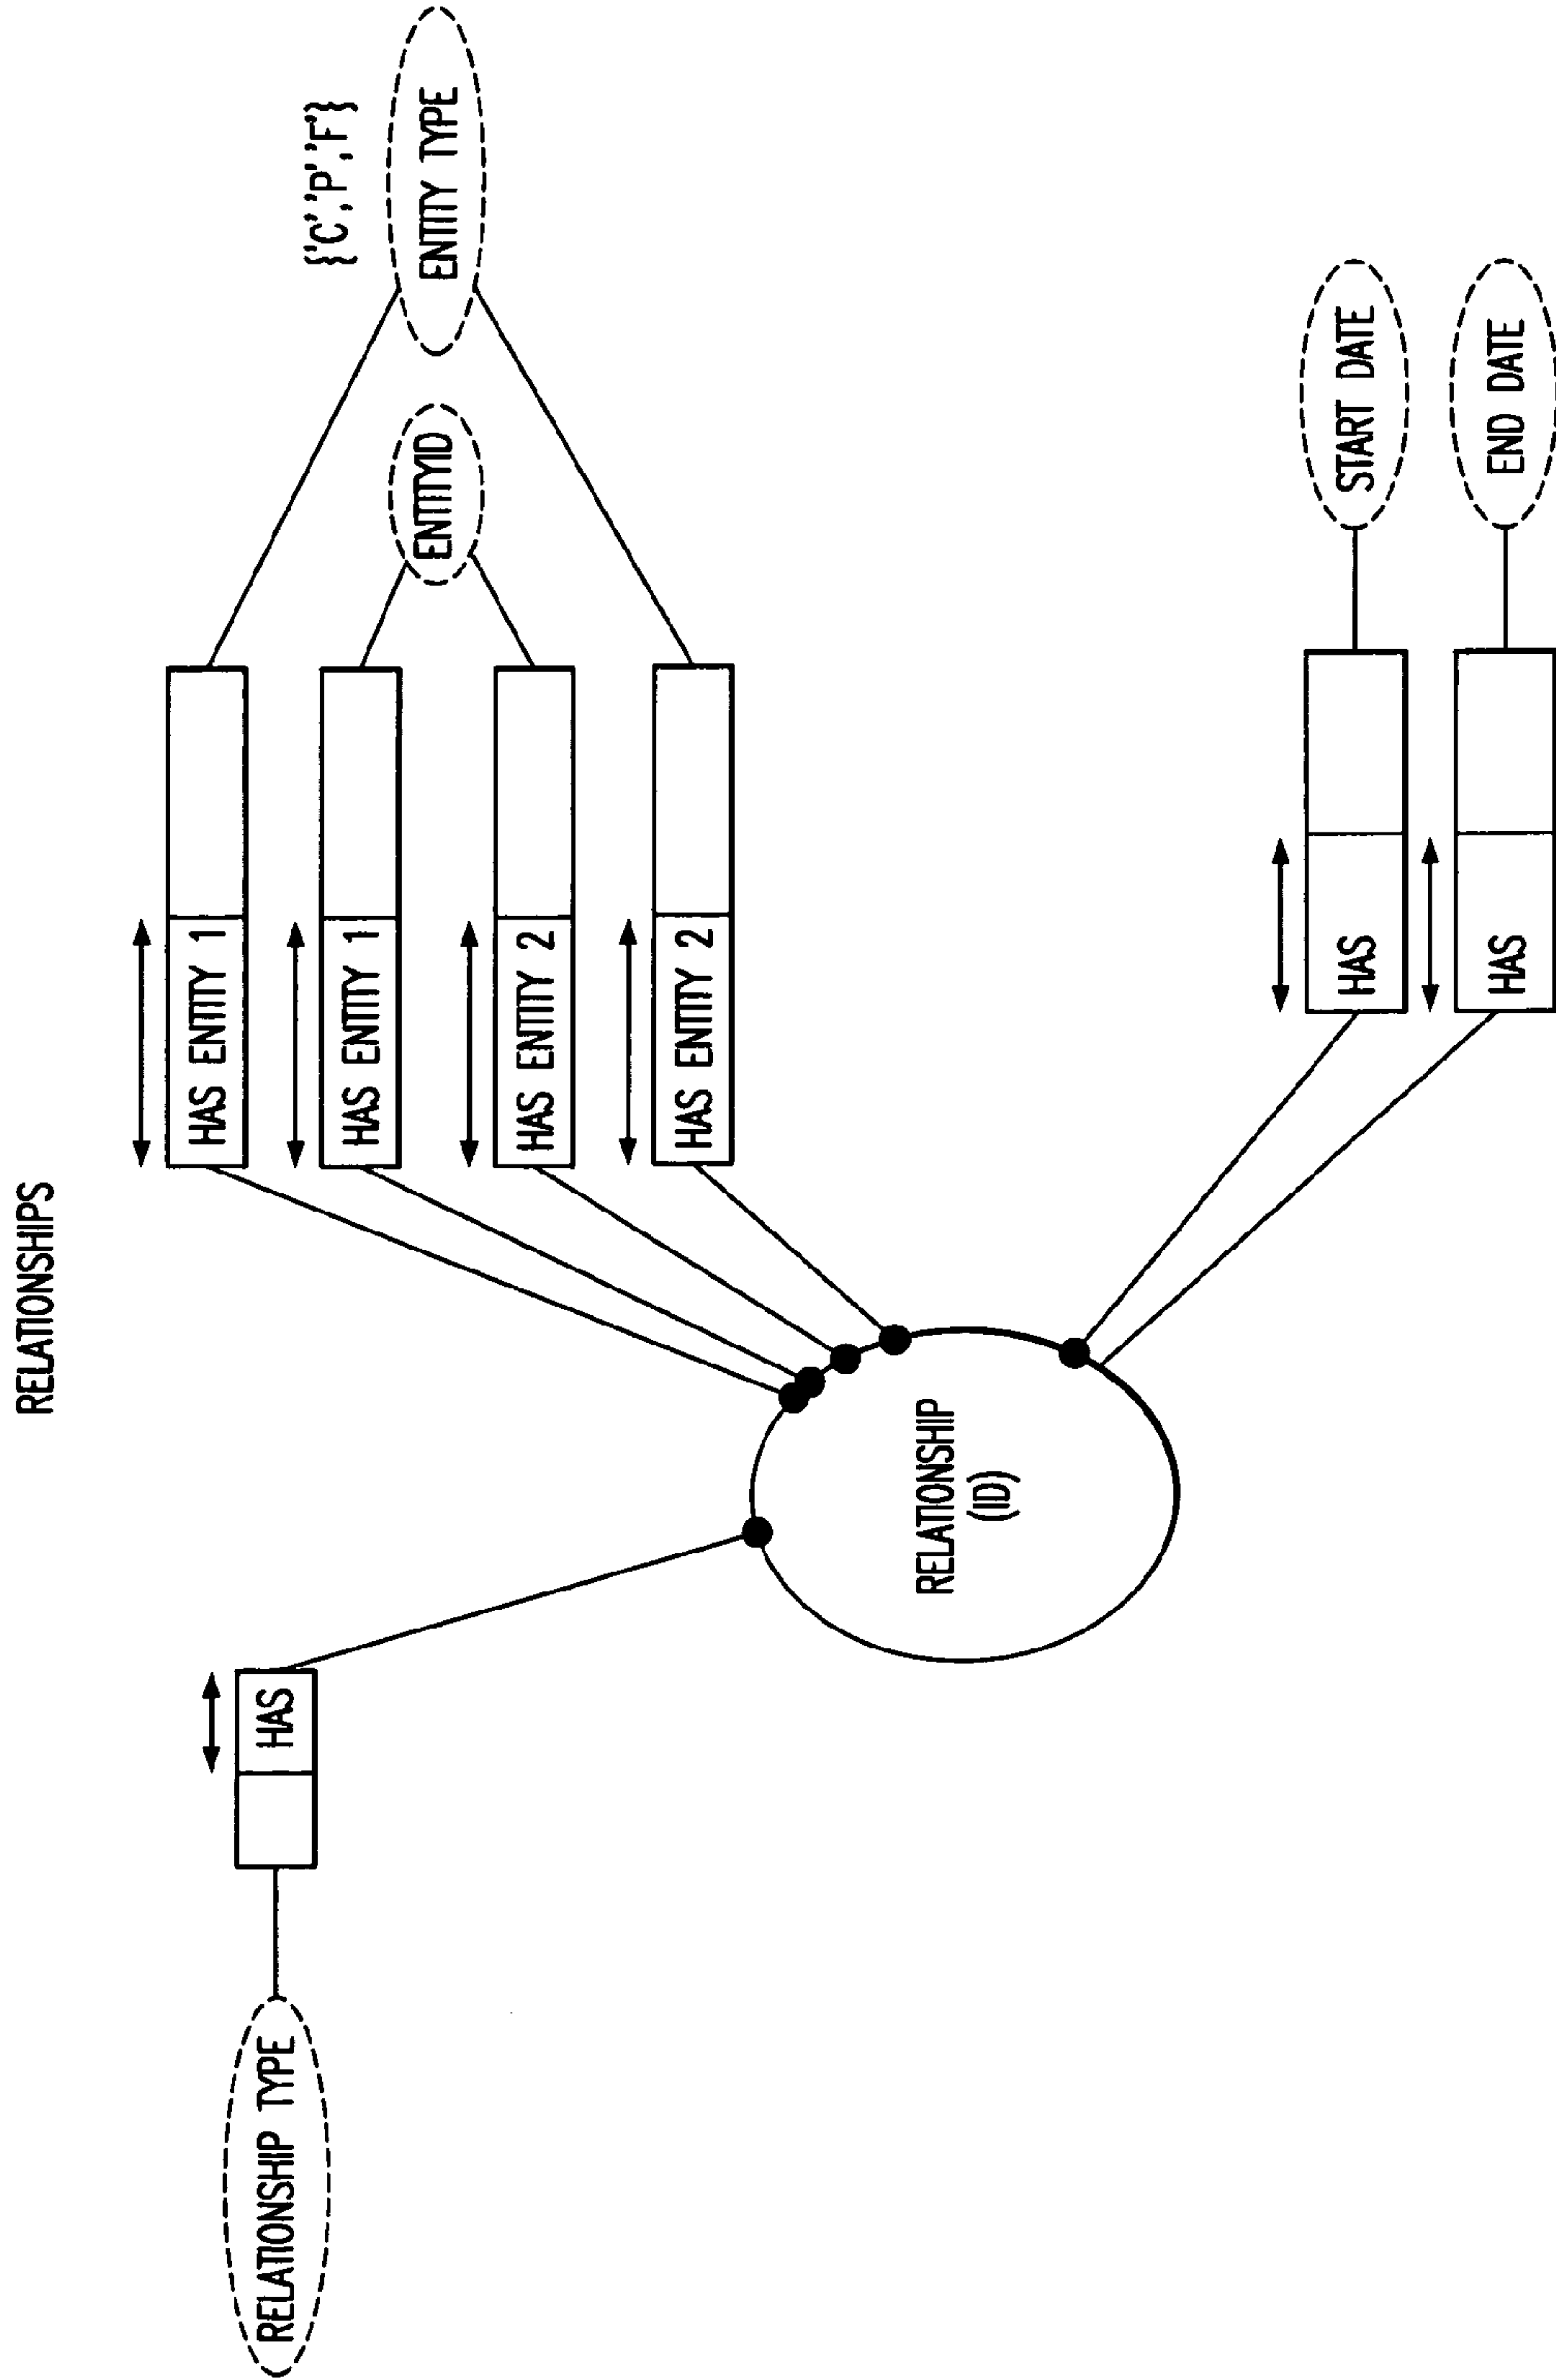 RELATIONSHIPS
{'C','P','F'}
RELATIONSHIP TYPE
HAS
HAS ENTITY 1
HAS ENTITY 1
HAS ENTITY 2
HAS ENTITY 2
ENTITYID
ENTITY TYPE
RELATIONSHIP
(ID)
HAS
START DATE
HAS
END DATE